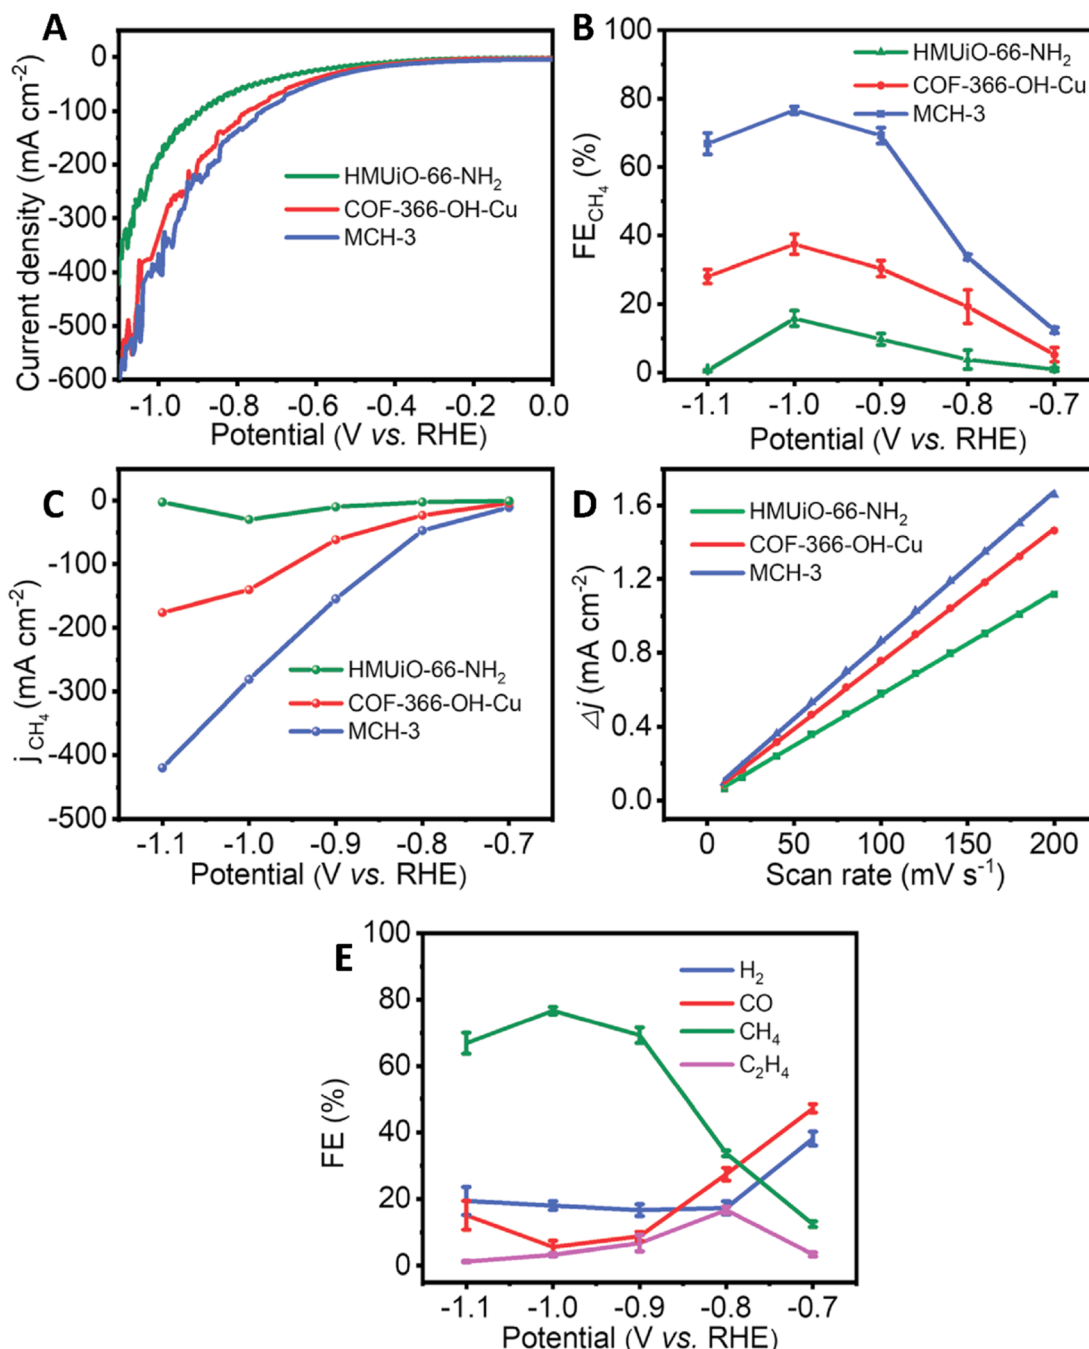 A
0
-100
-200
-300
-400
-500
-600
Current density (mA cm⁻²)
HMUiO-66-NH₂
COF-366-OH-Cu
MCH-3
-1.0 -0.8 -0.6 -0.4 -0.2 0.0
Potential (V vs. RHE)
B
100
80
60
40
20
0
FE_CH₄ (%)
HMUiO-66-NH₂
COF-366-OH-Cu
MCH-3
-1.1 -1.0 -0.9 -0.8 -0.7
Potential (V vs. RHE)
C
0
-100
-200
-300
-400
-500
j_CH₄ (mA cm⁻²)
HMUiO-66-NH₂
COF-366-OH-Cu
MCH-3
-1.1 -1.0 -0.9 -0.8 -0.7
Potential (V vs. RHE)
D
1.6
1.2
0.8
0.4
0.0
Δj (mA cm⁻²)
HMUiO-66-NH₂
COF-366-OH-Cu
MCH-3
0 50 100 150 200
Scan rate (mV s⁻¹)
E
100
80
60
40
20
0
FE (%)
H₂
CO
CH₄
C₂H₄
-1.1 -1.0 -0.9 -0.8 -0.7
Potential (V vs. RHE)